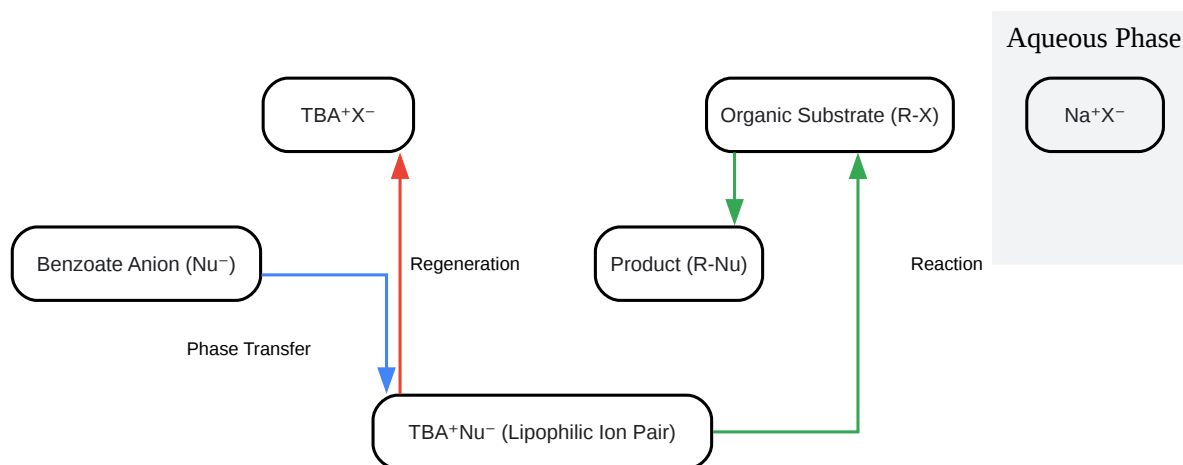 Aqueous Phase
TBA⁺X⁻
Organic Substrate (R-X)
Na⁺X⁻
Benzoate Anion (Nu⁻)
Regeneration
Product (R-Nu)
Reaction
Phase Transfer
TBA⁺Nu⁻ (Lipophilic Ion Pair)